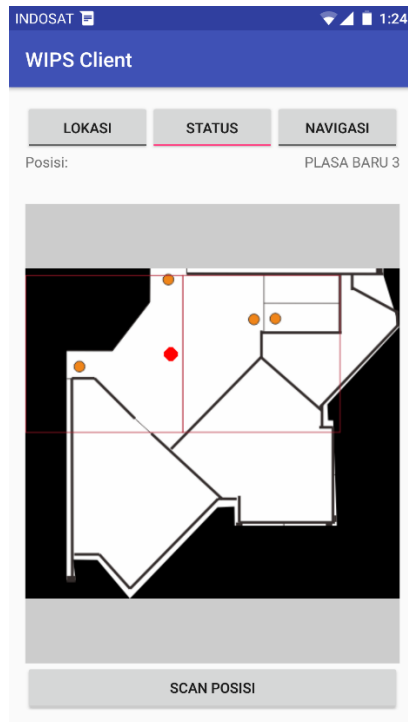 INDOSAT 1:24
WIPS Client
LOKASI STATUS NAVIGASI
Posisi: PLASA BARU 3
SCAN POSISI